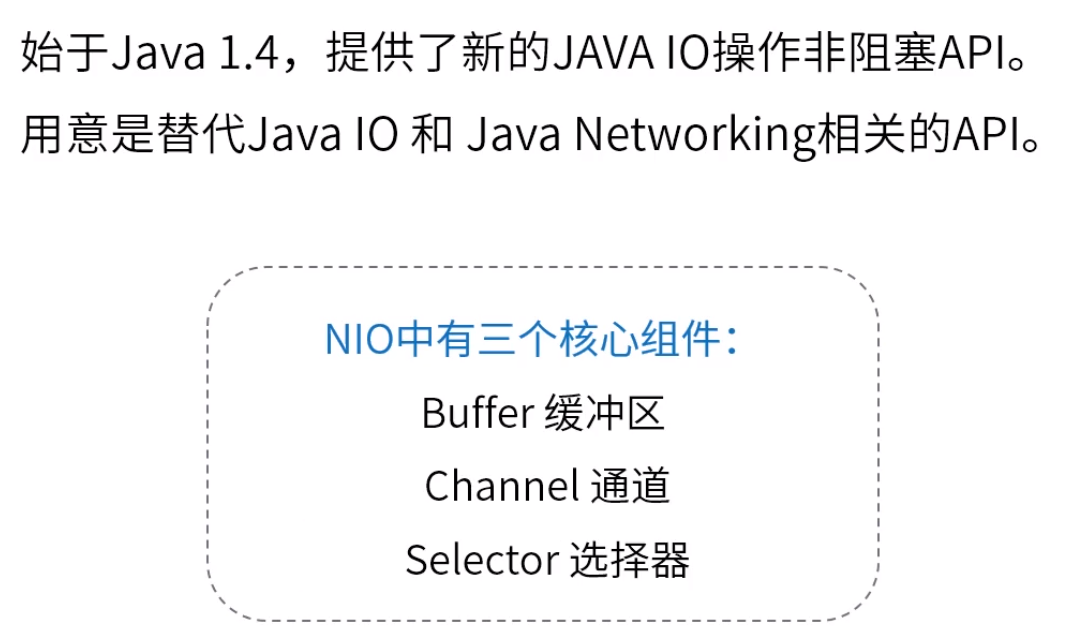 始于Java 1.4，提供了新的JAVA IO操作非阻塞API。
用意是替代Java IO 和 Java Networking相关的API。
NIO中有三个核心组件：
Buffer 缓冲区
Channel 通道
Selector 选择器